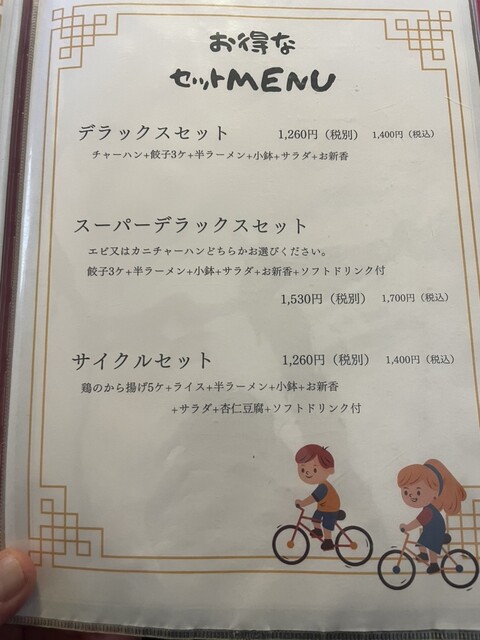 お得な
セットMENU
デラックスセット 1,260円（税別） 1,400円（税込）
チャーハン+餃子3ケ+半ラーメン+小鉢+サラダ+お新香
スーパーデラックスセット
エビ又はカニチャーハンどちらかお選びください。
餃子3ケ+半ラーメン+小鉢+サラダ+お新香+ソフトドリンク付
1,530円（税別） 1,700円（税込）
サイクルセット 1,260円（税別） 1,400円（税込）
鶏のから揚げ5ケ+ライス+半ラーメン+小鉢+お新香
+サラダ+杏仁豆腐+ソフトドリンク付